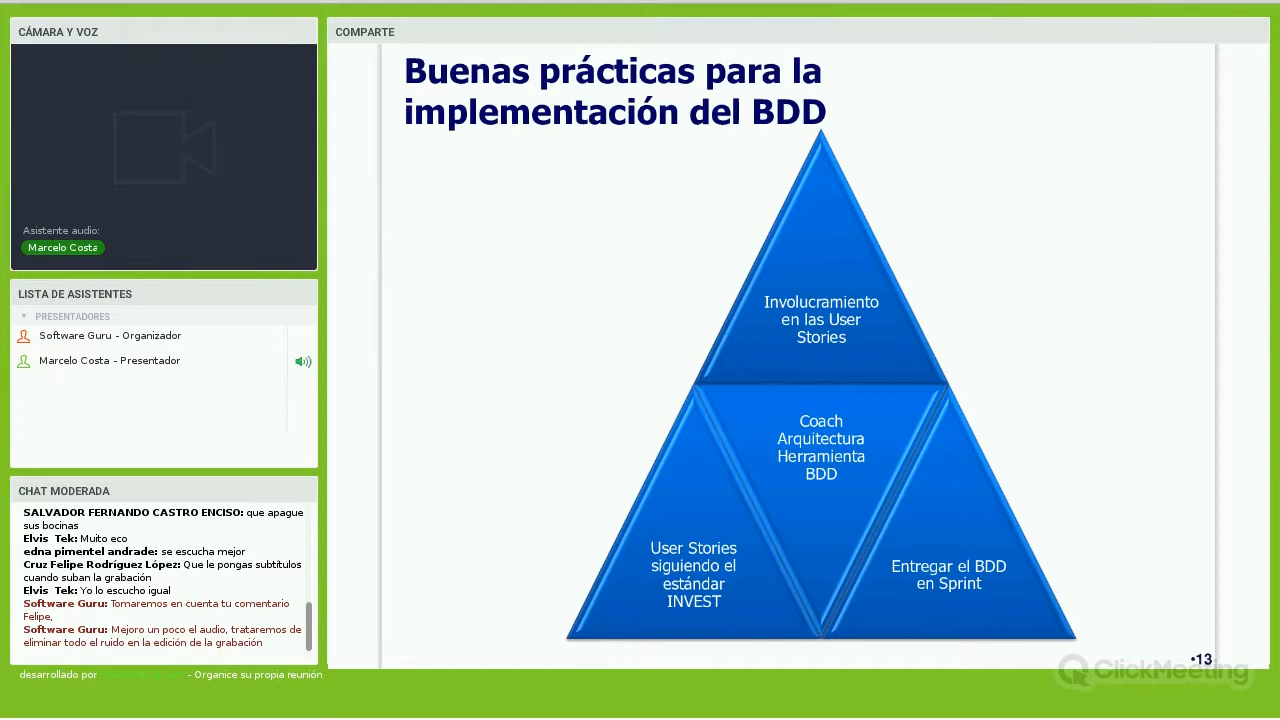 CÁMARA Y VOZ
Asistente audio:
Marcelo Costa
LISTA DE ASISTENTES
PRESENTADORES
Software Guru - Organizador
Marcelo Costa - Presentador
CHAT MODERADA
SALVADOR FERNANDO CASTRO ENCISO: que apague
sus bocinas
Elvis Tek: Muito eco
edna pimentel andrade: se escucha mejor
Cruz Felipe Rodríguez López: Que le pongas subtítulos
cuando suban la grabación
Elvis Tek: Yo lo escucho igual
Software Guru: Tomaremos en cuenta tu comentario
Felipe,
Software Guru: Mejoro un poco el audio, trataremos de
eliminar todo el ruido en la edición de la grabación
desarrollado por - Organice su propia reunión
COMPARTE
Buenas prácticas para la
implementación del BDD
Involucramiento
en las User
Stories
Coach
Arquitectura
Herramienta
BDD
User Stories
siguiendo el
estándar
INVEST
Entregar el BDD
en Sprint
•13
ClickMeeting